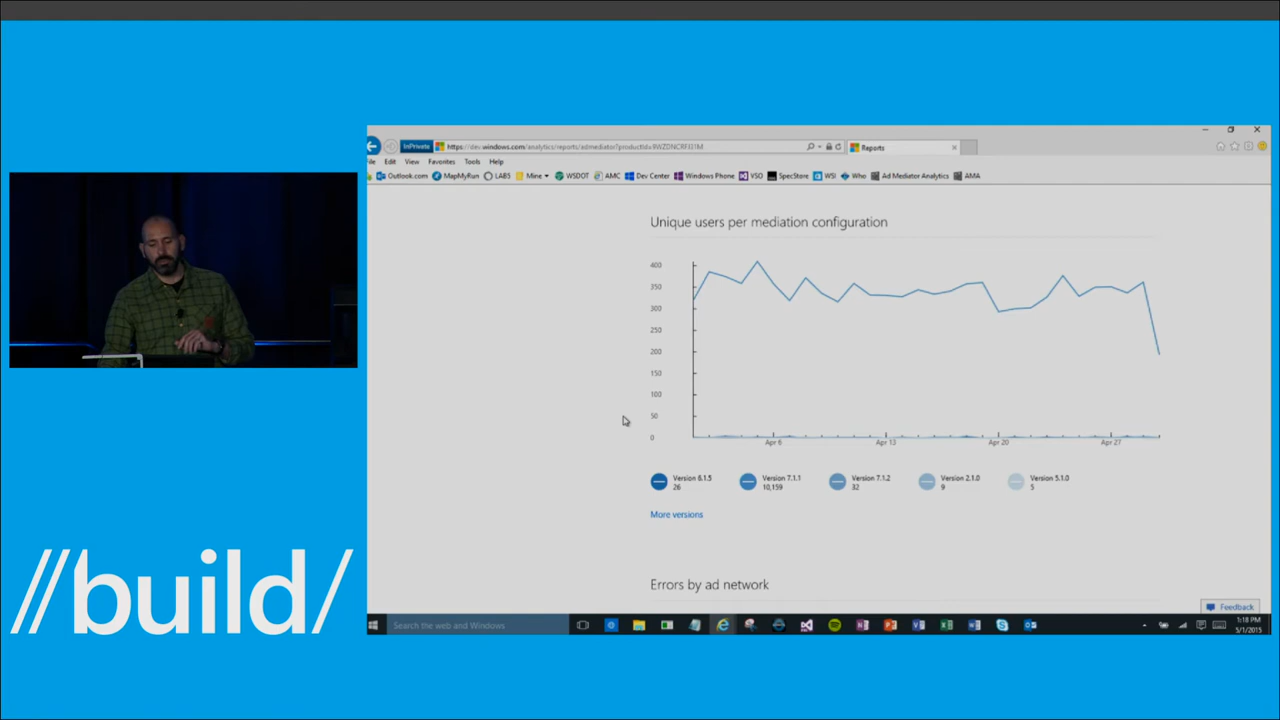 InPrivate
https://dev.windows.com/analytics/reports/admediator?productId=
Reports
Edit View Favorites Tools Help
Outlook.com MapMyRun LABS Mine WSDOT AMC Dev Center Windows Phone VSO SpecStore WSI Who Ad Mediator Analytics AMA
Unique users per mediation configuration
400
350
300
250
200
150
100
50
0
Apr 6 Apr 13 Apr 20 Apr 27
Version 6.1.5 Version 7.1.1 Version 7.1.2 Version 2.1.0 Version 5.1.0
26 10,159 32 9 5
More versions
Errors by ad network
Feedback
Search the web and Windows
1:18 PM
5/1/2015
//build/